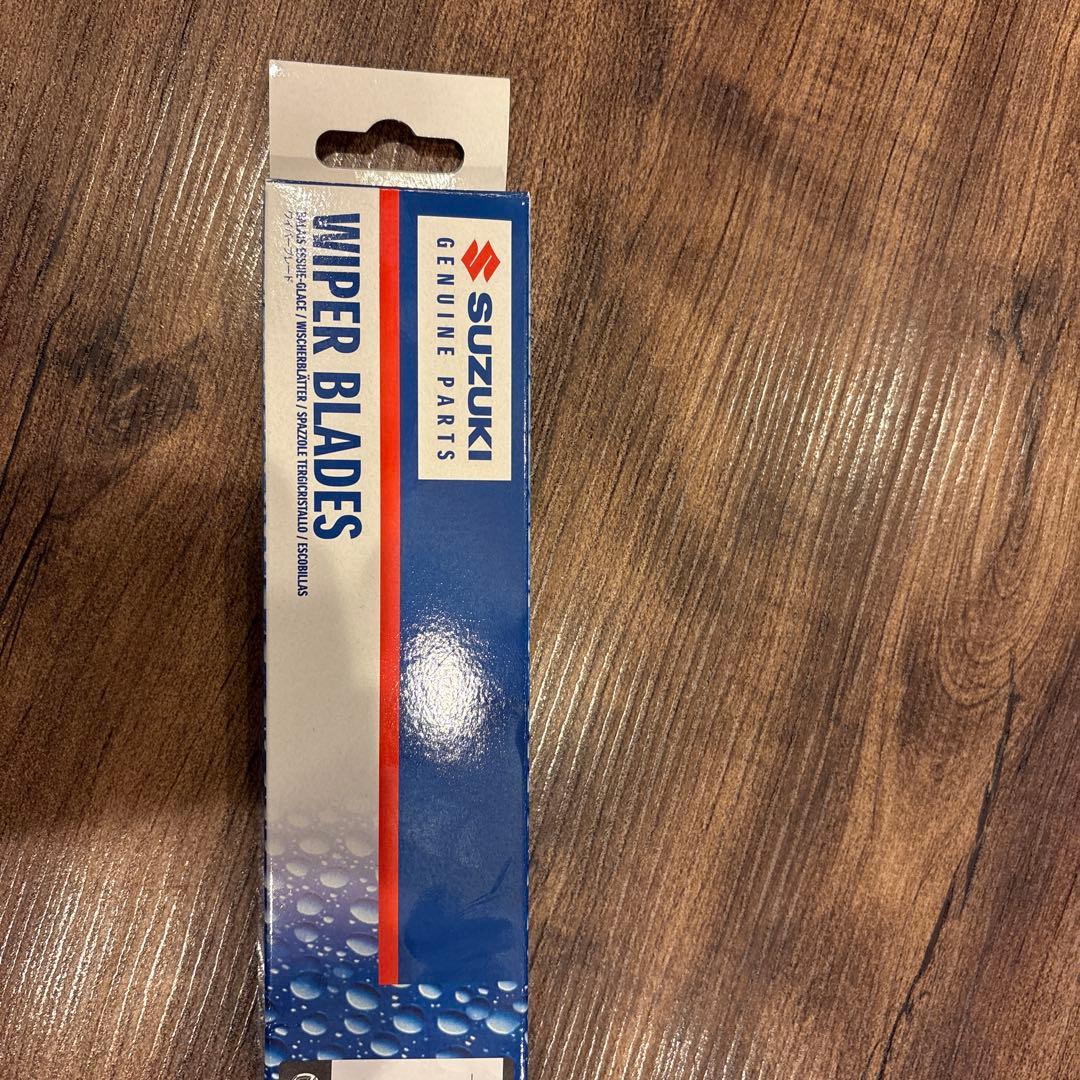 SUZUKI
GENUINE PARTS
WIPER BLADES
BALAIS ESSUIE-GLACE / WISCHERBLÄTTER / SPAZZOLE TERGICRISTALLO / ESCOBILLAS
ワイパーブレード